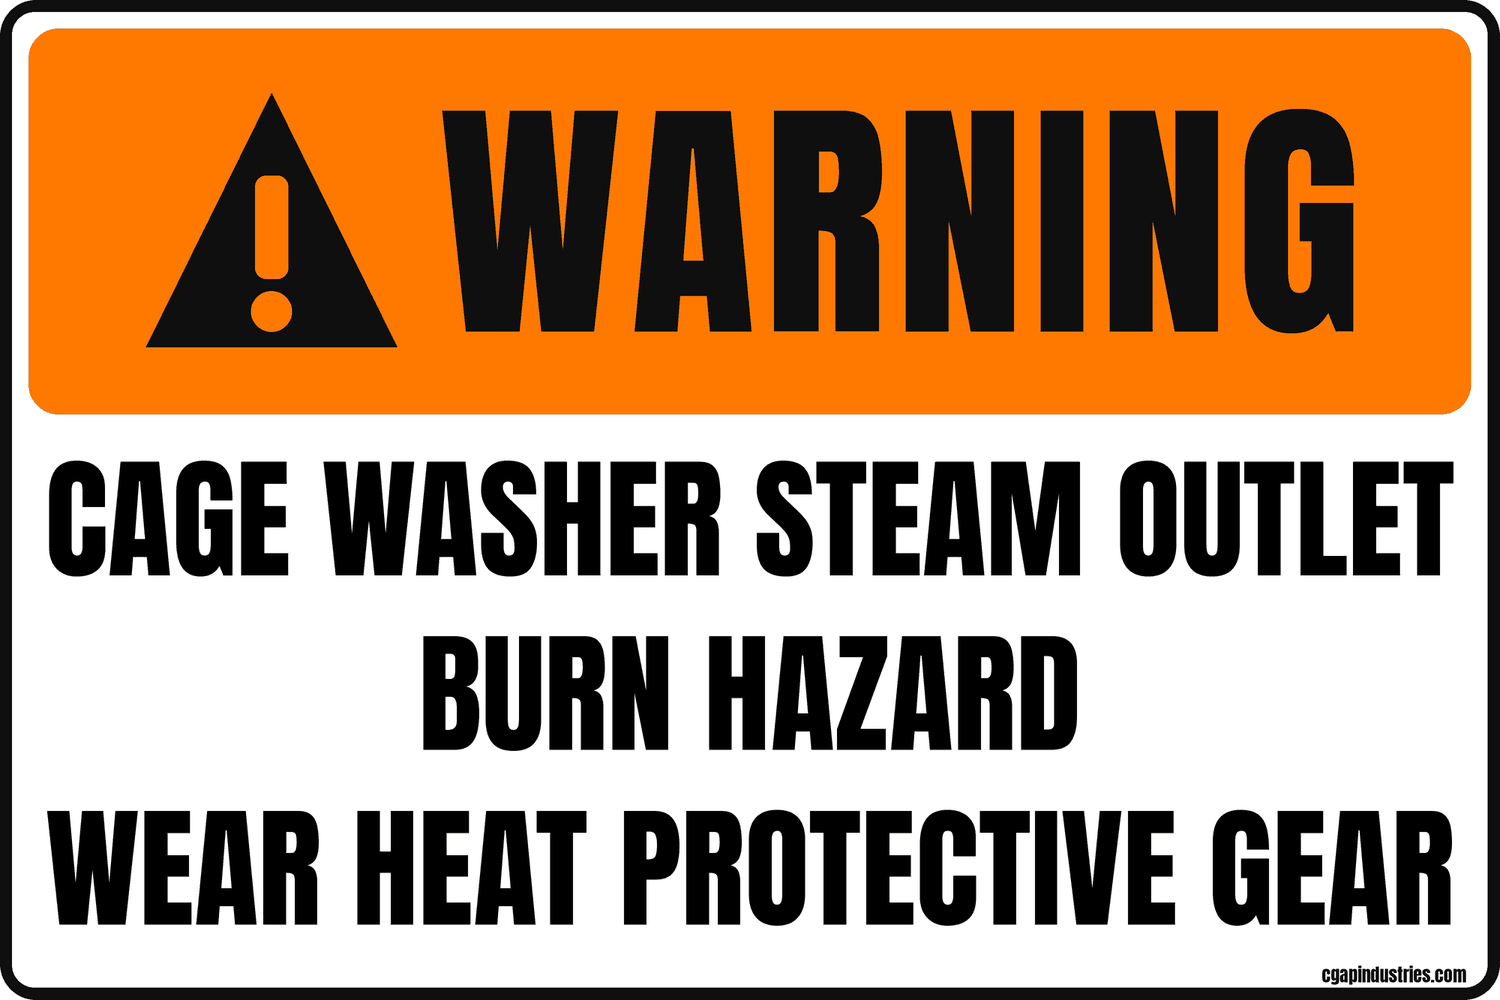 WARNING
CAGE WASHER STEAM OUTLET
BURN HAZARD
WEAR HEAT PROTECTIVE GEAR
cgapindustries.com